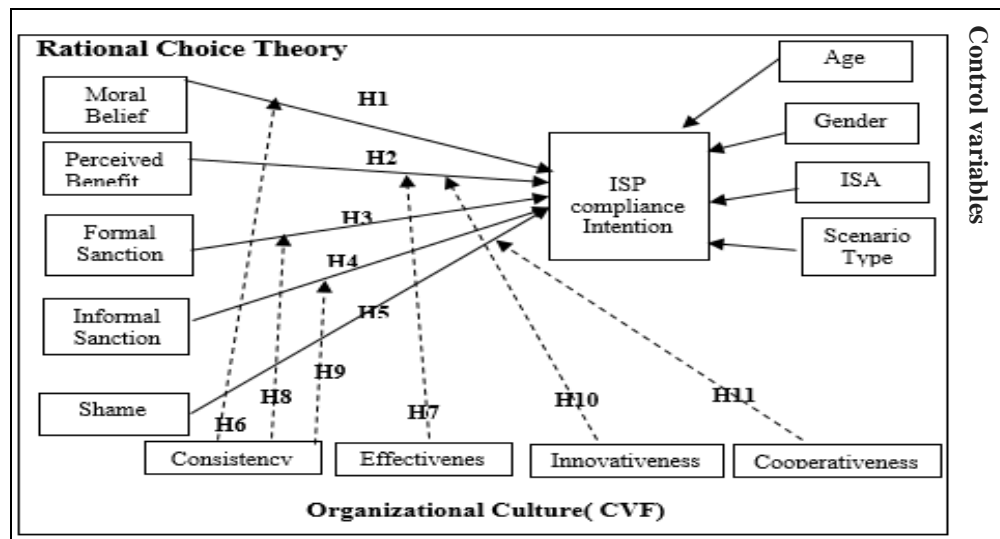 Rational Choice Theory
Control variables
Moral
Belief
Perceived
Benefit
Formal
Sanction
Informal
Sanction
Shame
H1
H2
H3
H4
H5
ISP
compliance
Intention
Age
Gender
ISA
Scenario
Type
H6
H8
H9
H7
H10
H11
Consistency
Effectivenes
Innovativeness
Cooperativeness
Organizational Culture( CVF)